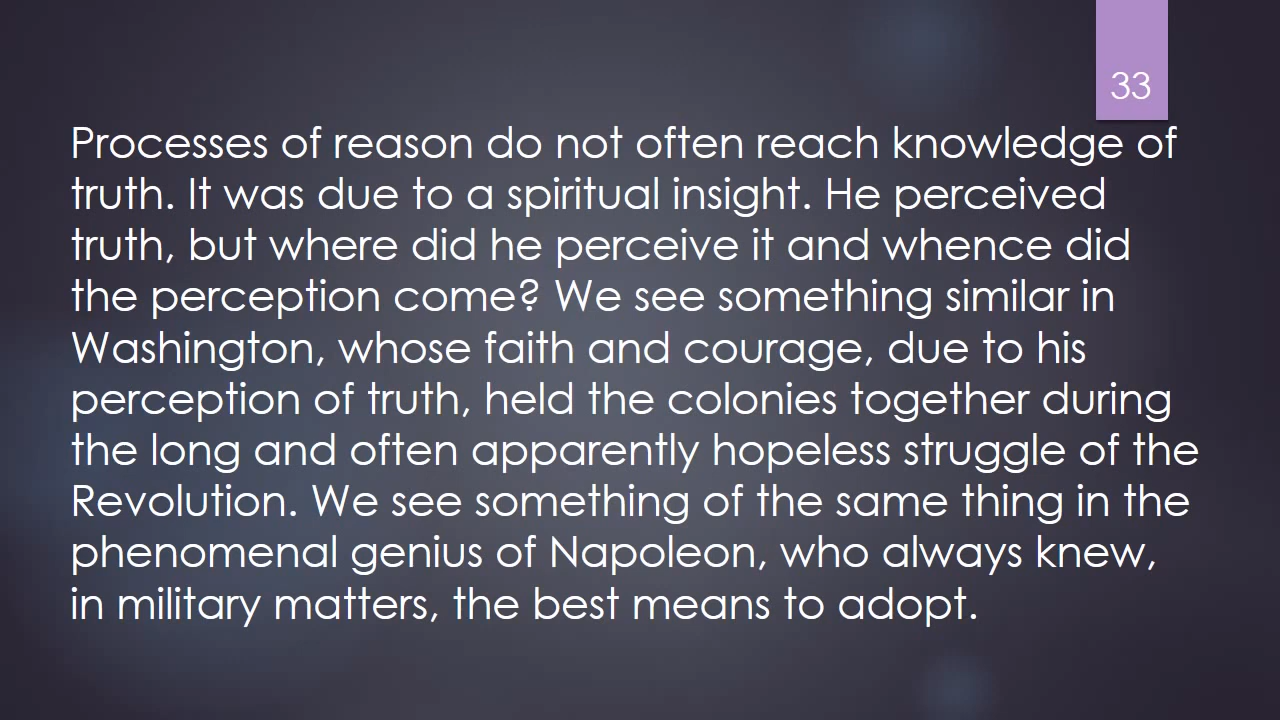 33
Processes of reason do not often reach knowledge of
truth. It was due to a spiritual insight. He perceived
truth, but where did he perceive it and whence did
the perception come? We see something similar in
Washington, whose faith and courage, due to his
perception of truth, held the colonies together during
the long and often apparently hopeless struggle of the
Revolution. We see something of the same thing in the
phenomenal genius of Napoleon, who always knew,
in military matters, the best means to adopt.